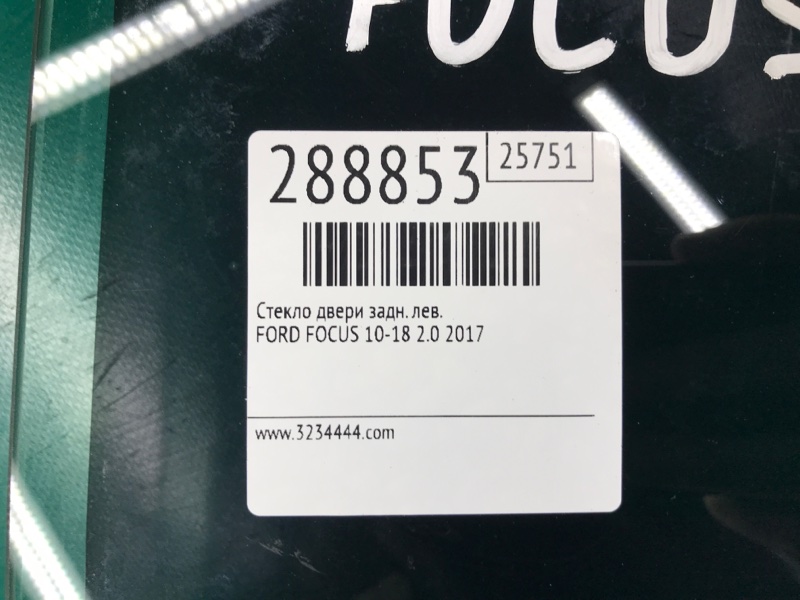 FOCUS
288853 25751
Стекло двери задн. лев.
FORD FOCUS 10-18 2.0 2017
www.3234444.com